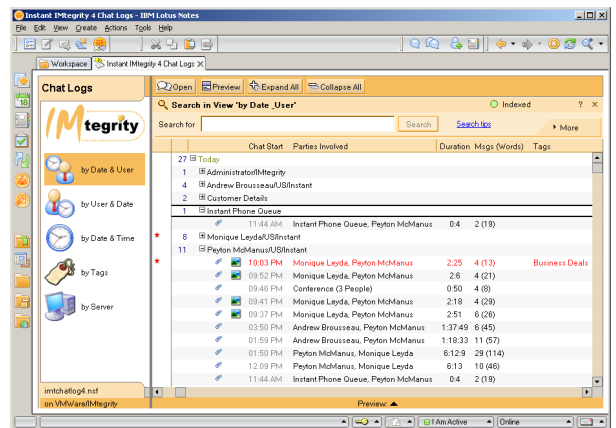 Instant IMtegrity 4 Chat Logs - IBM Lotus Notes
File Edit View Create Actions Tools Help
Workspace Instant IMtegrity 4 Chat Logs
Chat Logs
Open Preview Expand All Collapse All
Search in View 'by Date _User' Indexed ? ×
Search for Search Search tips More
IMtegrity
by Date & User
by User & Date
by Date & Time
by Tags
by Server
Chat Start Parties Involved Duration Msgs (Words) Tags
27 Today
1 Administrator/IMtegrity
4 Andrew Brousseau/US/Instant
2 Customer Details
1 Instant Phone Queue
11:44 AM Instant Phone Queue, Peyton McManus 0:4 2 (19)
* 8 Monique Leyda/US/Instant
11 Peyton McManus/US/Instant
* 10:03 PM Monique Leyda, Peyton McManus 2:25 4 (13) Business Deals
09:52 PM Monique Leyda, Peyton McManus 2:6 4 (21)
09:46 PM Conference (3 People) 0:50 4 (8)
09:41 PM Monique Leyda, Peyton McManus 2:18 4 (29)
09:37 PM Monique Leyda, Peyton McManus 2:51 6 (26)
03:50 PM Andrew Brousseau, Peyton McManus 1:37:49 6 (45)
01:59 PM Andrew Brousseau, Peyton McManus 1:18:33 11 (57)
01:50 PM Peyton McManus, Monique Leyda 6:12:9 29 (114)
12:09 PM Peyton McManus, Monique Leyda 6:13 10 (46)
11:44 AM Instant Phone Queue, Peyton McManus 0:4 2 (19)
imtchatlog4.nsf
on VMWare/IMtegrity
Preview:
I Am Active Online